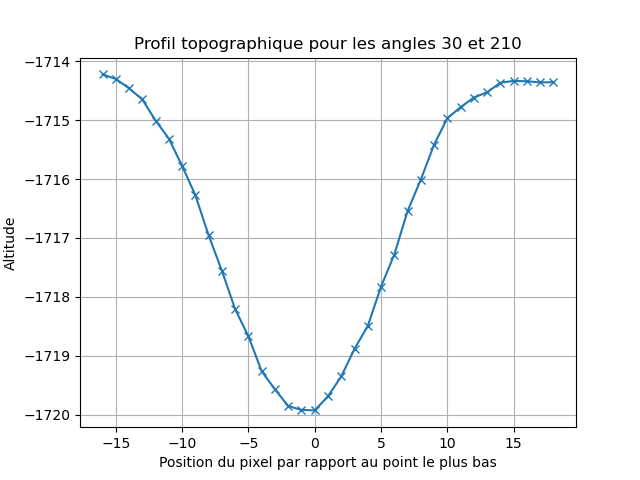 Profil topographique pour les angles 30 et 210
Altitude
−1714
−1715
−1716
−1717
−1718
−1719
−1720
−15 −10 −5 0 5 10 15
Position du pixel par rapport au point le plus bas